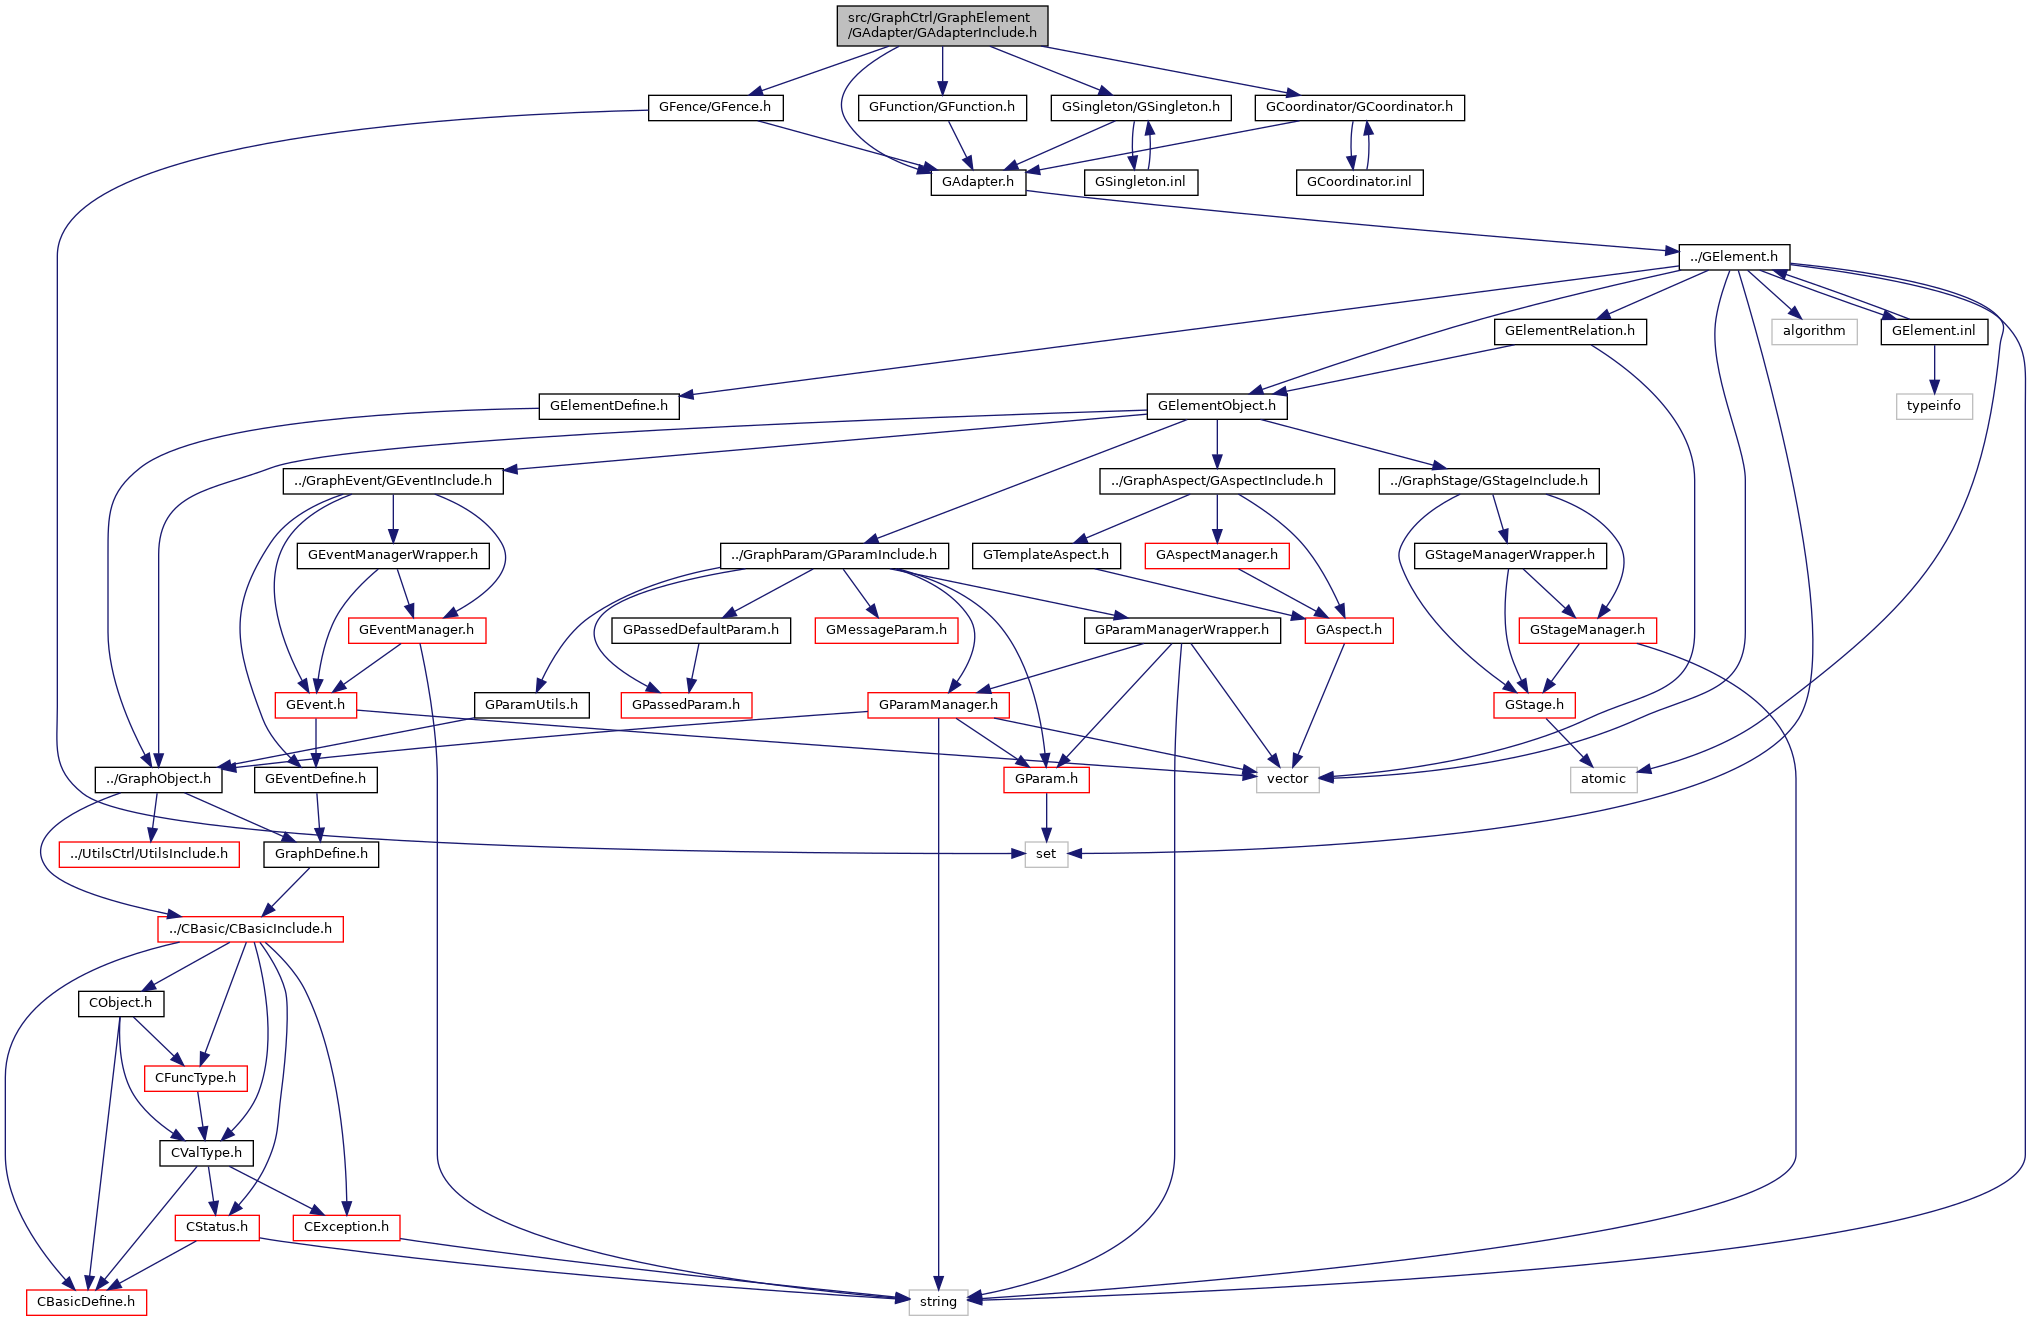 src/GraphCtrl/GraphElement
/GAdapter/GAdapterInclude.h
GFence/GFence.h
GFunction/GFunction.h
GSingleton/GSingleton.h
GCoordinator/GCoordinator.h
GAdapter.h
GSingleton.inl
GCoordinator.inl
../GElement.h
GElementRelation.h
algorithm
GElement.inl
GElementDefine.h
GElementObject.h
typeinfo
../GraphEvent/GEventInclude.h
../GraphAspect/GAspectInclude.h
../GraphStage/GStageInclude.h
GEventManagerWrapper.h
../GraphParam/GParamInclude.h
GTemplateAspect.h
GAspectManager.h
GStageManagerWrapper.h
GEventManager.h
GPassedDefaultParam.h
GMessageParam.h
GParamManagerWrapper.h
GAspect.h
GStageManager.h
GEvent.h
GParamUtils.h
GPassedParam.h
GParamManager.h
GStage.h
../GraphObject.h
GEventDefine.h
GParam.h
vector
atomic
../UtilsCtrl/UtilsInclude.h
GraphDefine.h
set
../CBasic/CBasicInclude.h
CObject.h
CFuncType.h
CValType.h
CStatus.h
CException.h
CBasicDefine.h
string